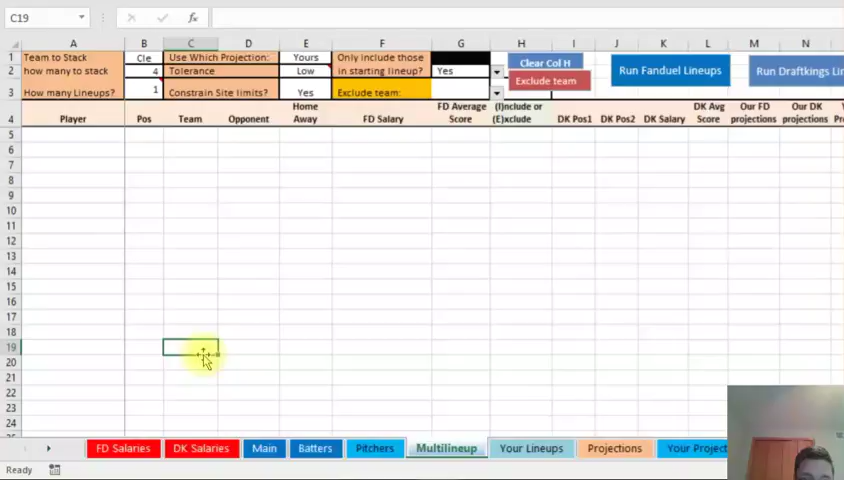 C19
fx
A B C D E F G H I J K L M N O
1 Team to Stack Cle Use Which Projection: Yours Only include those Clear Col H
2 how many to stack 4 Tolerance Low in starting lineup? Yes Exclude team Run Fanduel Lineups Run Draftkings Lin
3 How many Lineups? 1 Constrain Site limits? Yes Exclude team:
Home FD Average (I)nclude or DK Avg Our FD Our DK
4 Player Pos Team Opponent Away FD Salary Score (E)xclude DK Pos1 DK Pos2 DK Salary Score projections projections
5
6
7
8
9
10
11
12
13
14
15
16
17
18
19
20
21
22
23
24
FD Salaries DK Salaries Main Batters Pitchers Multilineup Your Lineups Projections Your Project
Ready